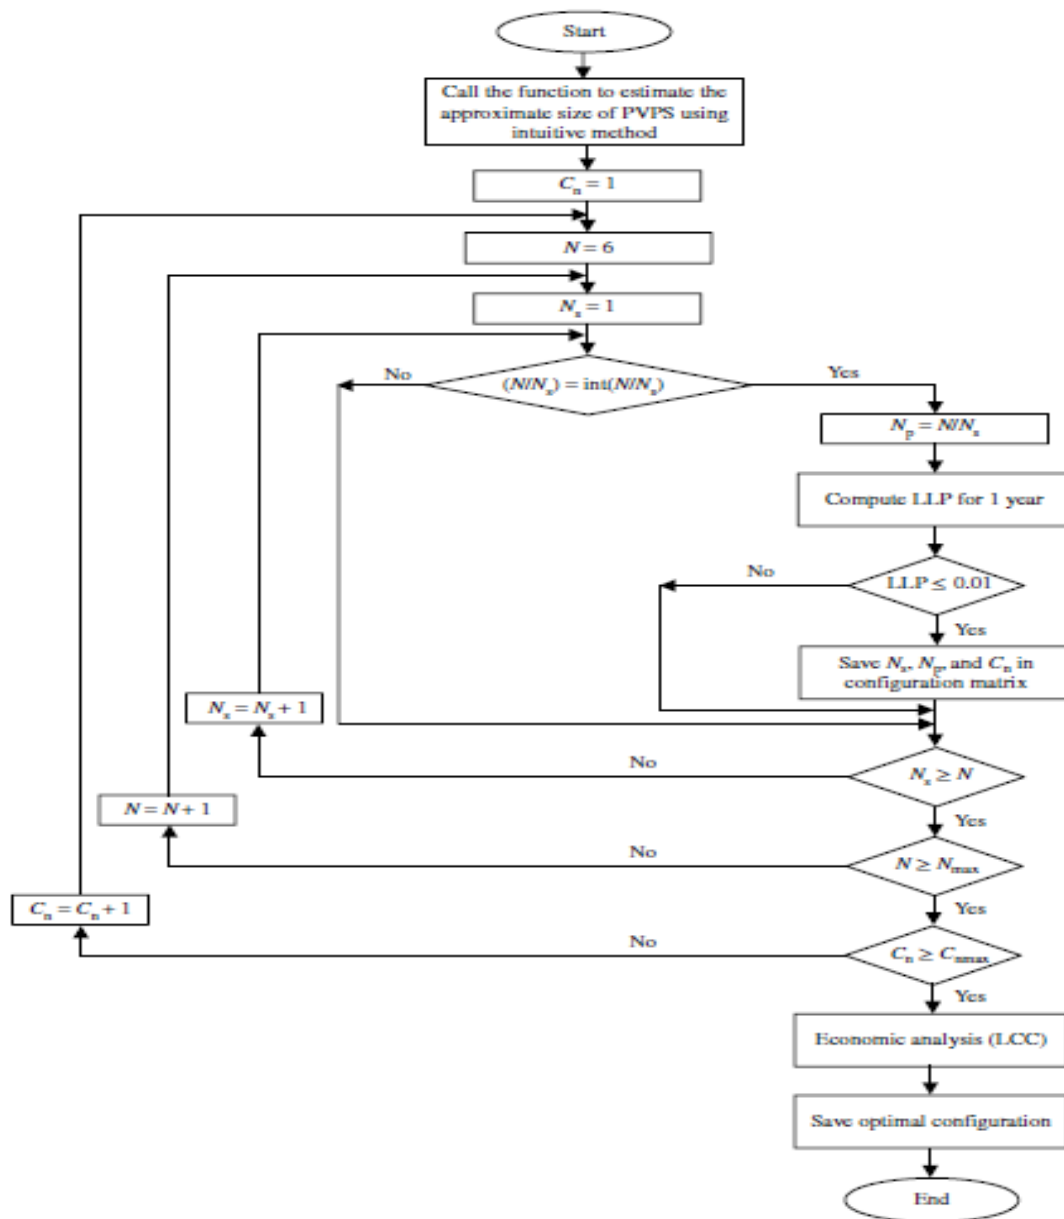 Start
Call the function to estimate the
approximate size of PVPS using
intuitive method
Cₙ = 1
N = 6
Nₛ = 1
No
(N/Nₛ) = int(N/Nₛ)
Yes
Nₚ = N/Nₛ
Compute LLP for 1 year
No
LLP ≤ 0.01
Yes
Save Nₛ, Nₚ, and Cₙ in
configuration matrix
Nₛ = Nₛ + 1
No
Nₛ ≥ N
Yes
N = N + 1
No
N ≥ Nₘₐₓ
Yes
Cₙ = Cₙ + 1
No
Cₙ ≥ Cₙₘₐₓ
Yes
Economic analysis (LCC)
Save optimal configuration
End